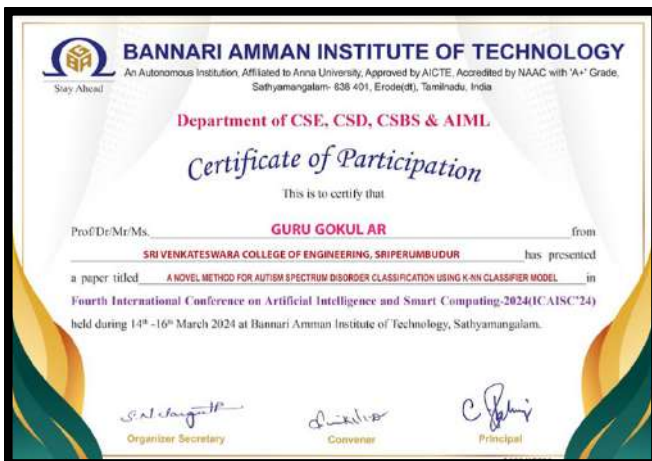 BANNARI AMMAN INSTITUTE OF TECHNOLOGY
An Autonomous Institution, Affiliated to Anna University, Approved by AICTE, Accredited by NAAC with 'A+' Grade,
Stay Ahead
Sathyamangalam- 638 401, Erode(dt), Tamilnadu, India
Department of CSE, CSD, CSBS & AIML
Certificate of Participation
This is to certify that
Prof/Dr/Mr/Ms. GURU GOKUL AR from
SRI VENKATESWARA COLLEGE OF ENGINEERING, SRIPERUMBUDUR has presented
a paper titled A NOVEL METHOD FOR AUTISM SPECTRUM DISORDER CLASSIFICATION USING K-NN CLASSIFIER MODEL in
Fourth International Conference on Artificial Intelligence and Smart Computing-2024(ICAISC'24)
held during 14th -16th March 2024 at Bannari Amman Institute of Technology, Sathyamangalam.
Organizer Secretary Convener Principal